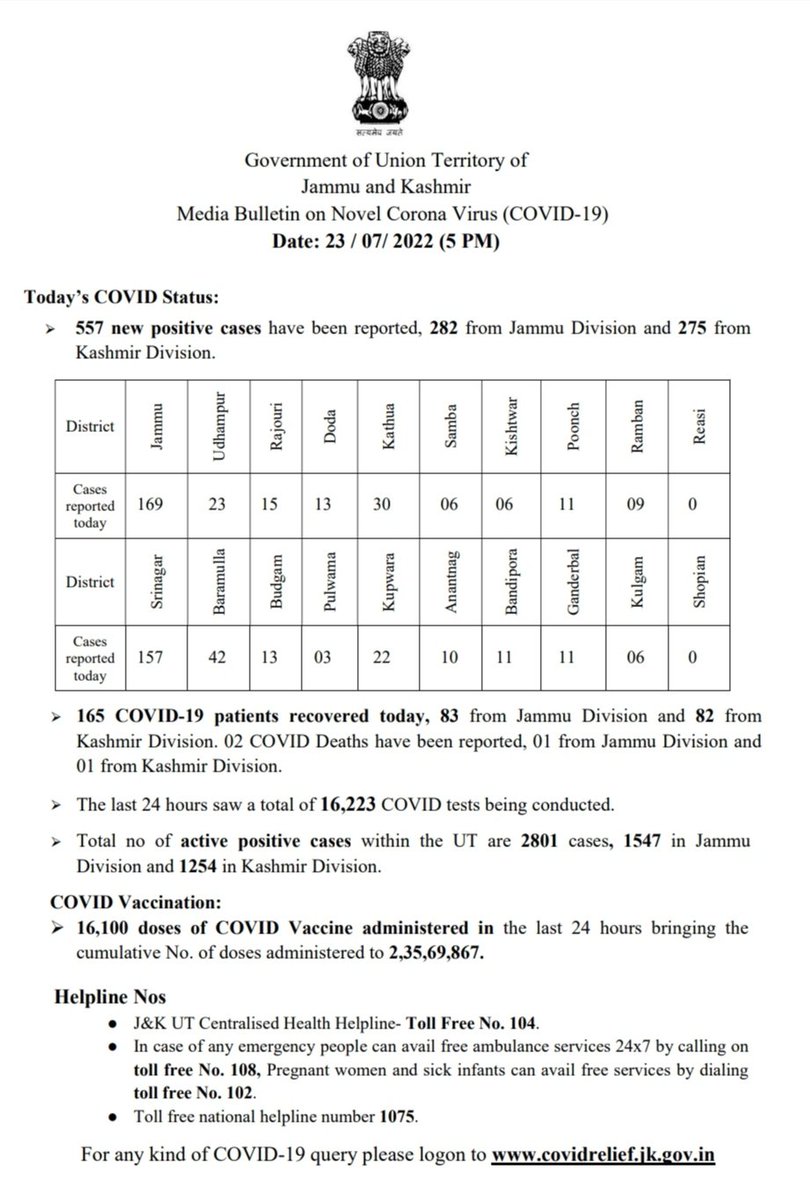 सत्यमेव जयते
Government of Union Territory of
Jammu and Kashmir
Media Bulletin on Novel Corona Virus (COVID-19)
Date: 23 / 07/ 2022 (5 PM)
Today’s COVID Status:
➢ 557 new positive cases have been reported, 282 from Jammu Division and 275 from
Kashmir Division.
District Jammu Udhampur Rajouri Doda Kathua Samba Kishtwar Poonch Ramban Reasi
Cases reported today 169 23 15 13 30 06 06 11 09 0
District Srinagar Baramulla Budgam Pulwama Kupwara Anantnag Bandipora Ganderbal Kulgam Shopian
Cases reported today 157 42 13 03 22 10 11 11 06 0
➢ 165 COVID-19 patients recovered today, 83 from Jammu Division and 82 from
Kashmir Division. 02 COVID Deaths have been reported, 01 from Jammu Division and
01 from Kashmir Division.
➢ The last 24 hours saw a total of 16,223 COVID tests being conducted.
➢ Total no of active positive cases within the UT are 2801 cases, 1547 in Jammu
Division and 1254 in Kashmir Division.
COVID Vaccination:
➢ 16,100 doses of COVID Vaccine administered in the last 24 hours bringing the
cumulative No. of doses administered to 2,35,69,867.
Helpline Nos
● J&K UT Centralised Health Helpline- Toll Free No. 104.
● In case of any emergency people can avail free ambulance services 24x7 by calling on
toll free No. 108, Pregnant women and sick infants can avail free services by dialing
toll free No. 102.
● Toll free national helpline number 1075.
For any kind of COVID-19 query please logon to www.covidrelief.jk.gov.in